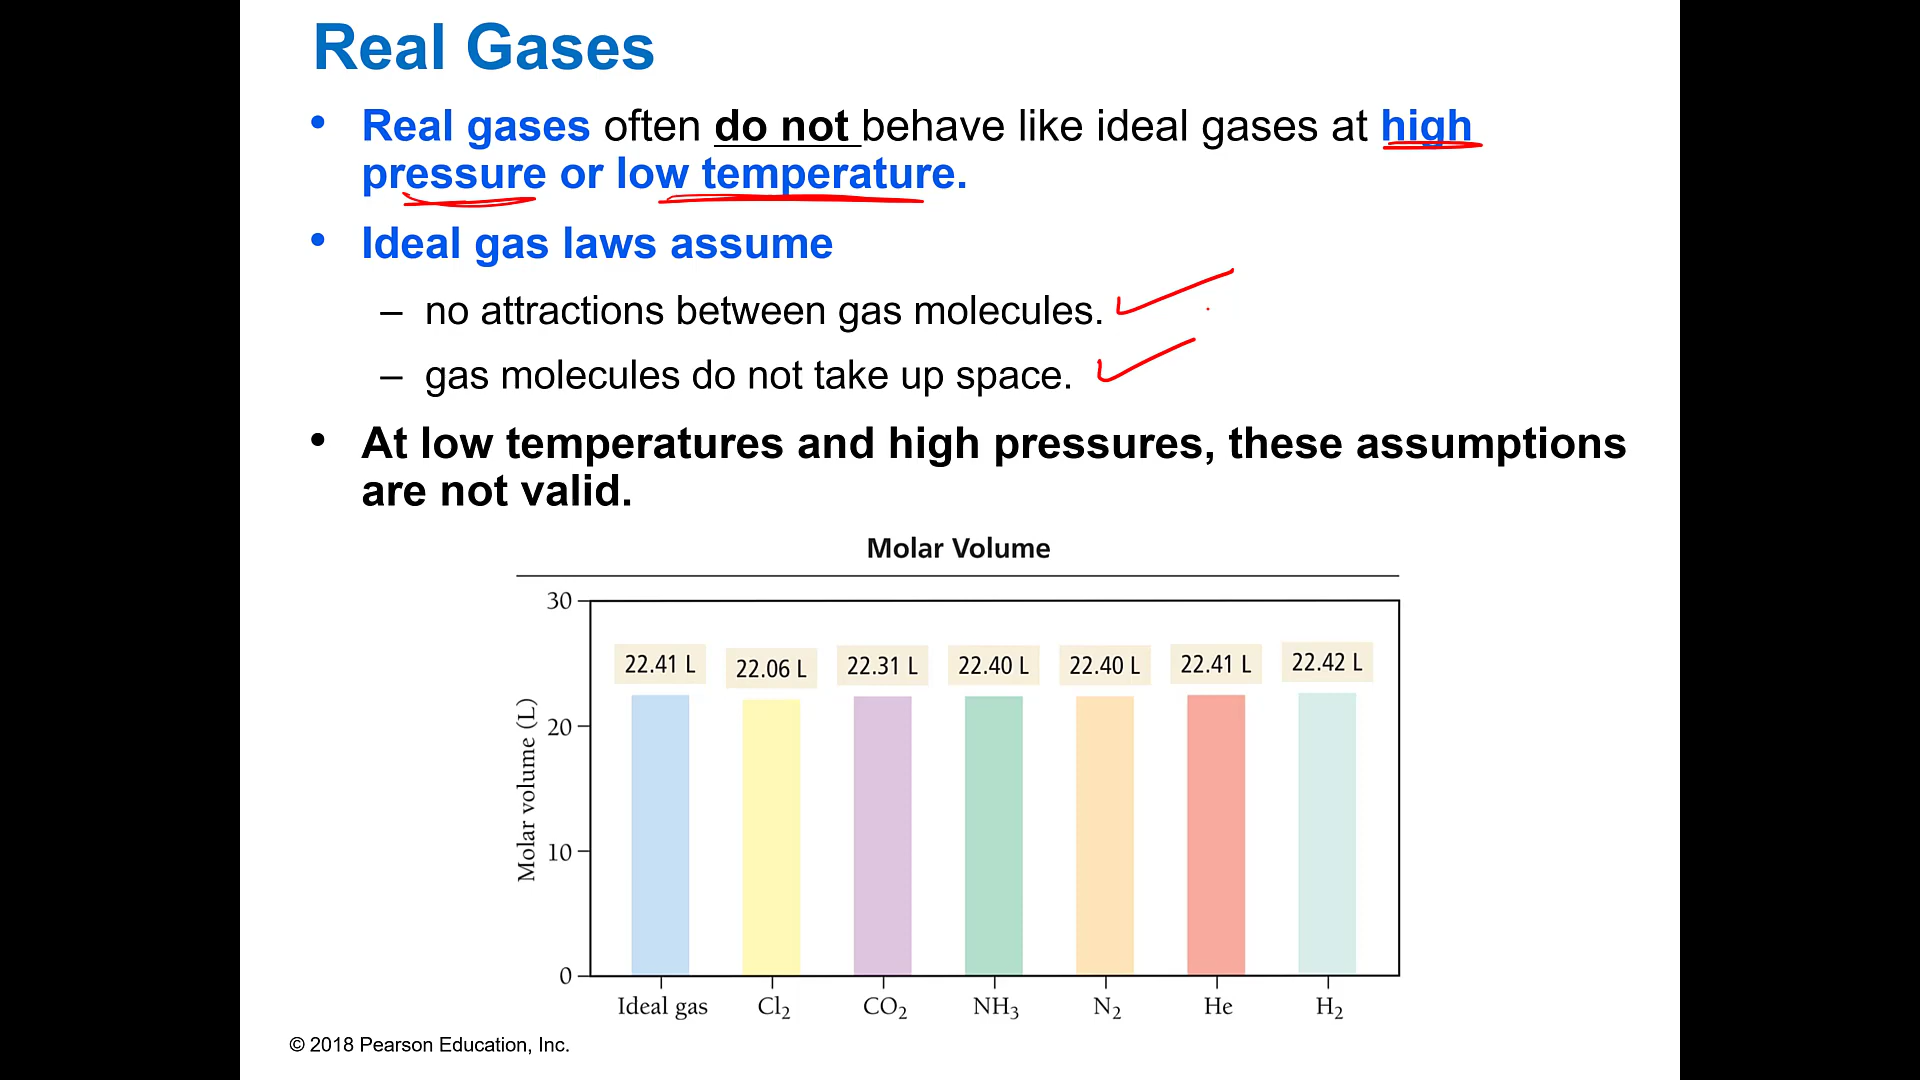 Real Gases
• Real gases often do not behave like ideal gases at high
pressure or low temperature.
• Ideal gas laws assume
– no attractions between gas molecules.
– gas molecules do not take up space.
• At low temperatures and high pressures, these assumptions
are not valid.
Molar Volume
30
22.41 L 22.06 L 22.31 L 22.40 L 22.40 L 22.41 L 22.42 L
20
Molar volume (L)
10
0
Ideal gas Cl₂ CO₂ NH₃ N₂ He H₂
© 2018 Pearson Education, Inc.